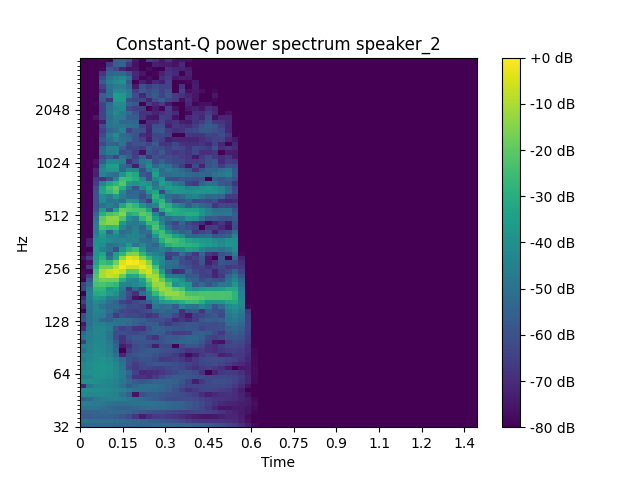 Constant-Q power spectrum speaker_2
+0 dB
-10 dB
-20 dB
-30 dB
-40 dB
-50 dB
-60 dB
-70 dB
-80 dB
Hz
2048
1024
512
256
128
64
32
0 0.15 0.3 0.45 0.6 0.75 0.9 1.1 1.2 1.4
Time